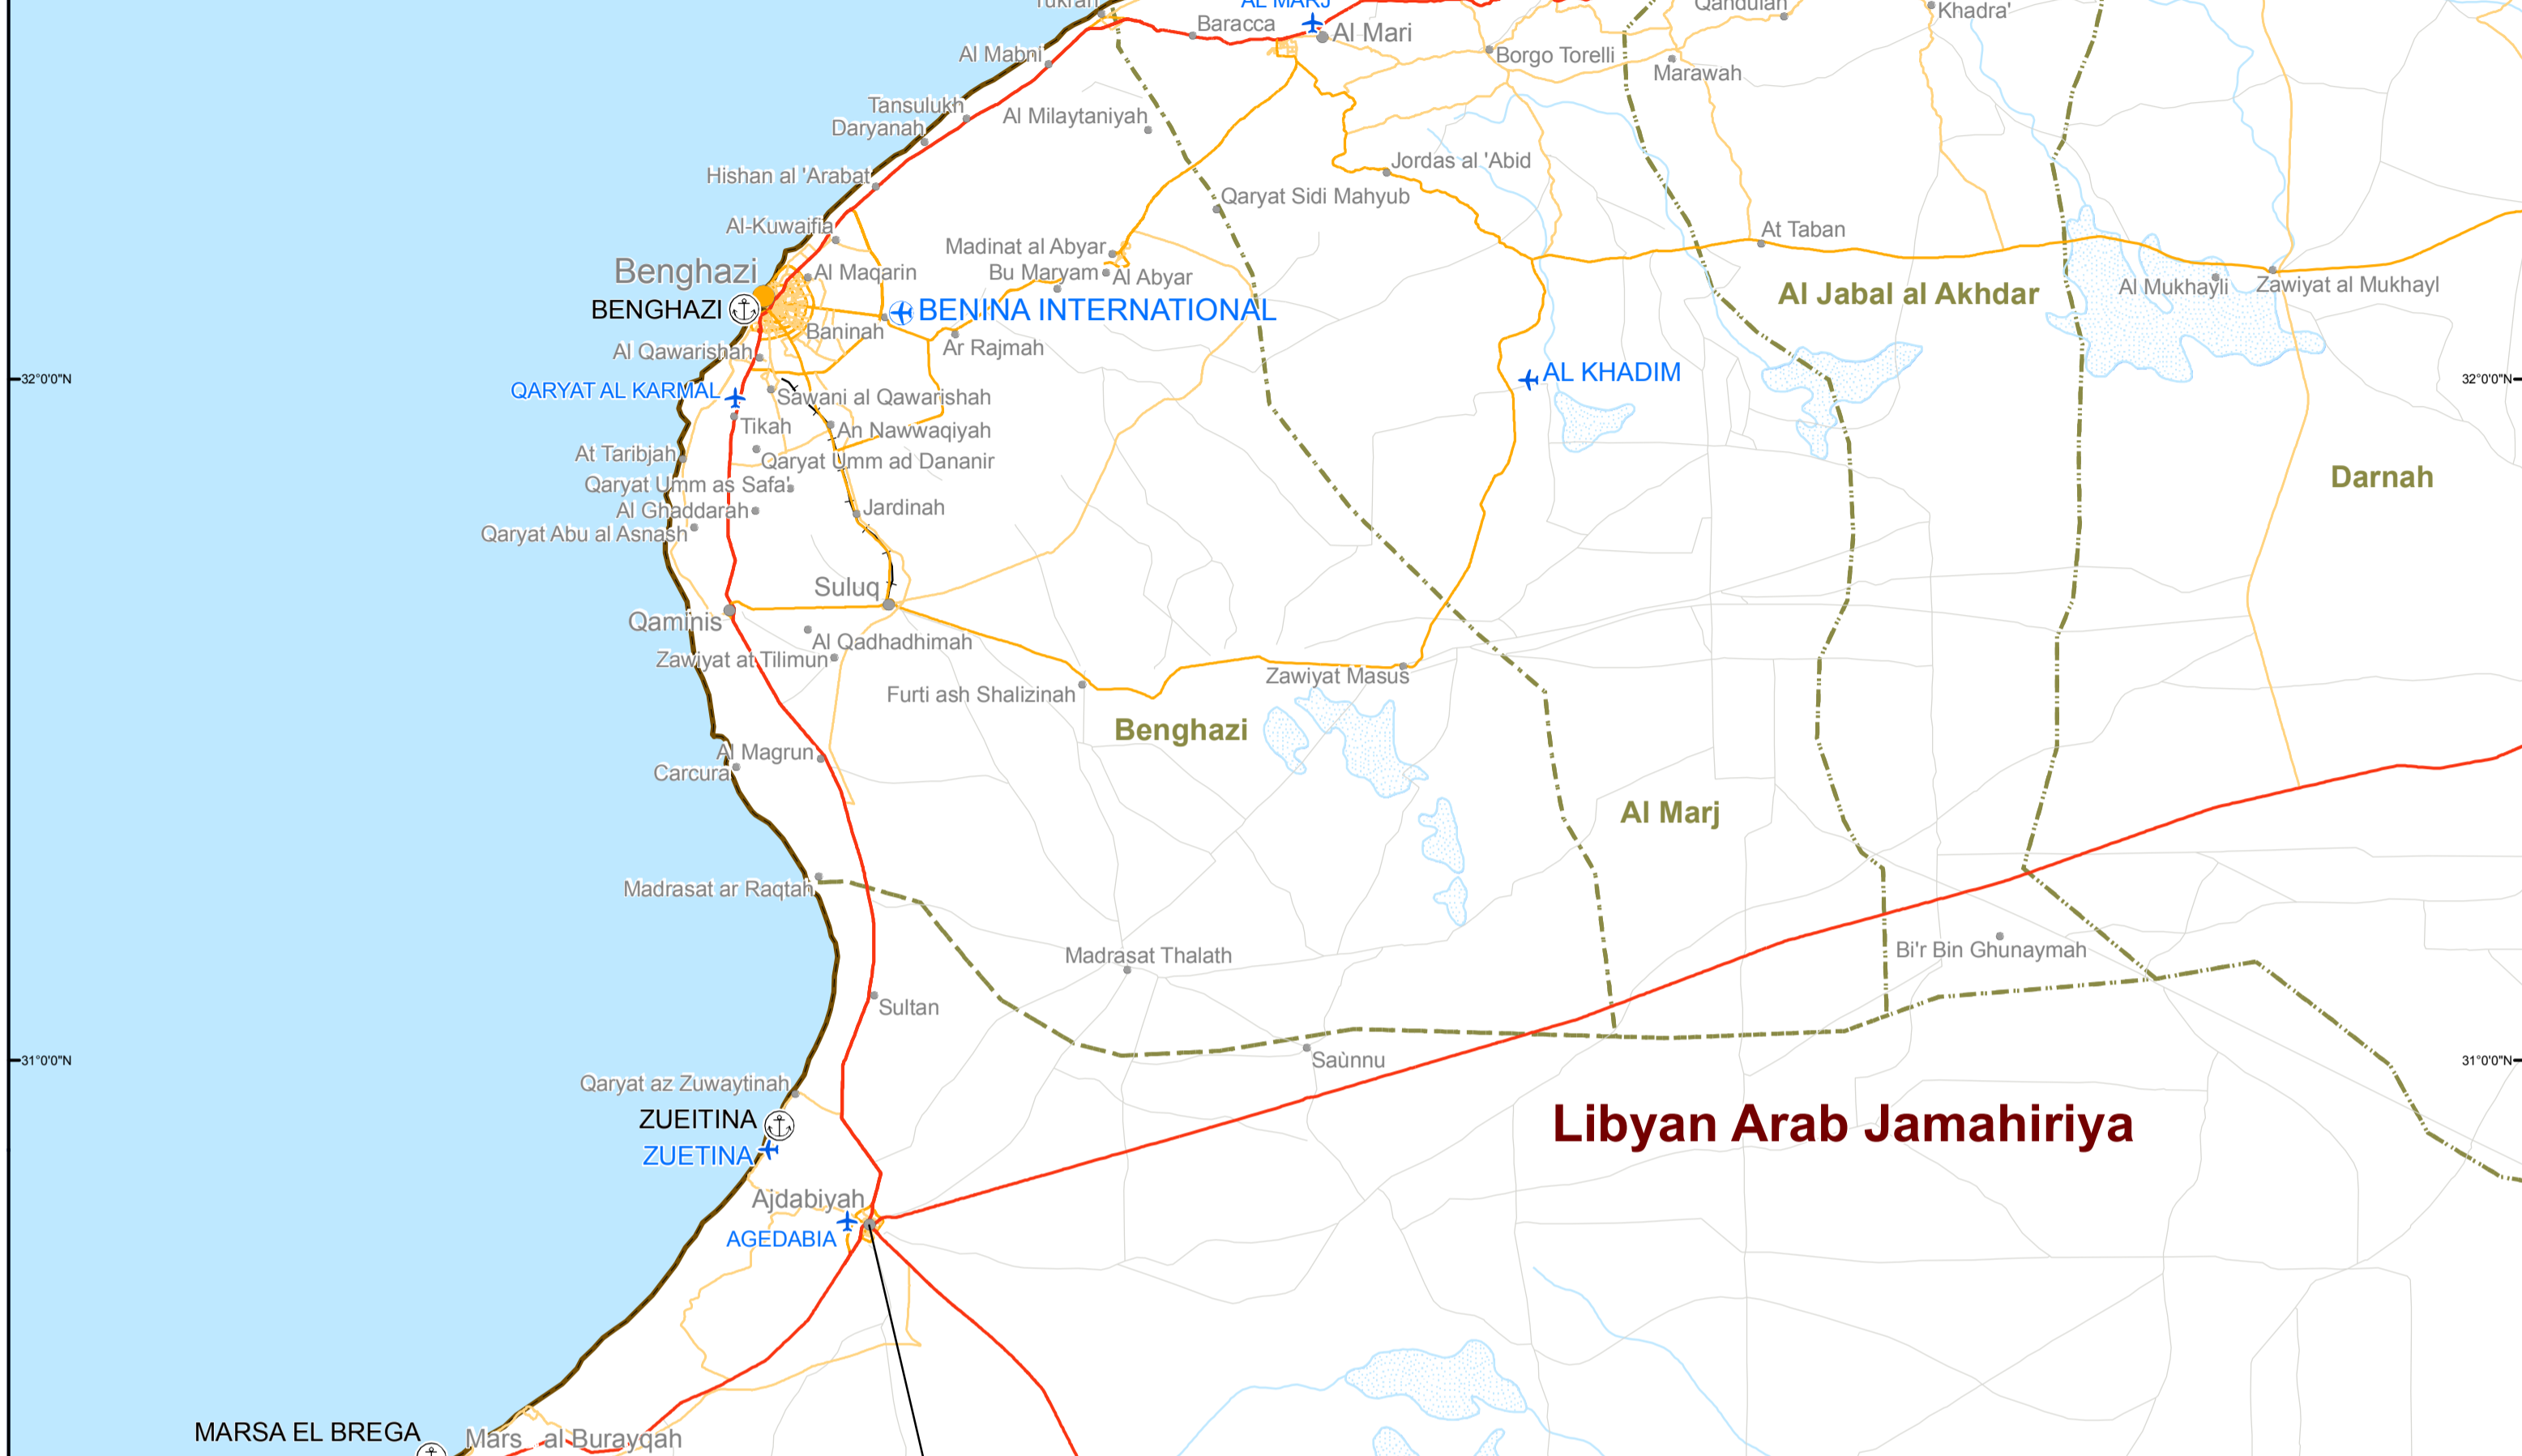 AL MARJ
Tukrah
Qandulah
Khadra'
Baracca
Al Mari
Al Mabni
Borgo Torelli
Marawah
Tansulukh
Al Milaytaniyah
Daryanah
Jordas al 'Abid
Hishan al 'Arabat
Qaryat Sidi Mahyub
Al-Kuwaifia
At Taban
Madinat al Abyar
Benghazi
Al Maqarin
Bu Maryam
Al Abyar
Al Mukhayli
Zawiyat al Mukhayl
Al Jabal al Akhdar
BENGHAZI
BENINA INTERNATIONAL
Baninah
Al Qawarishah
Ar Rajmah
32°0'0"N
AL KHADIM
32°0'0"N
QARYAT AL KARMAL
Sawani al Qawarishah
Tikah
An Nawwaqiyah
At Taribjah
Qaryat Umm ad Dananir
Darnah
Qaryat Umm as Safa'
Al Ghaddarah
Jardinah
Qaryat Abu al Asnash
Suluq
Qaminis
Al Qadhadhimah
Zawiyat at Tilimun
Zawiyat Masus
Furti ash Shalizinah
Benghazi
Al Magrun
Carcura
Al Marj
Madrasat ar Raqtah
Madrasat Thalath
Bi'r Bin Ghunaymah
Sultan
31°0'0"N
Saùnnu
31°0'0"N
Qaryat az Zuwaytinah
ZUEITINA
Libyan Arab Jamahiriya
ZUETINA
Ajdabiyah
AGEDABIA
MARSA EL BREGA
Mars al Burayqah